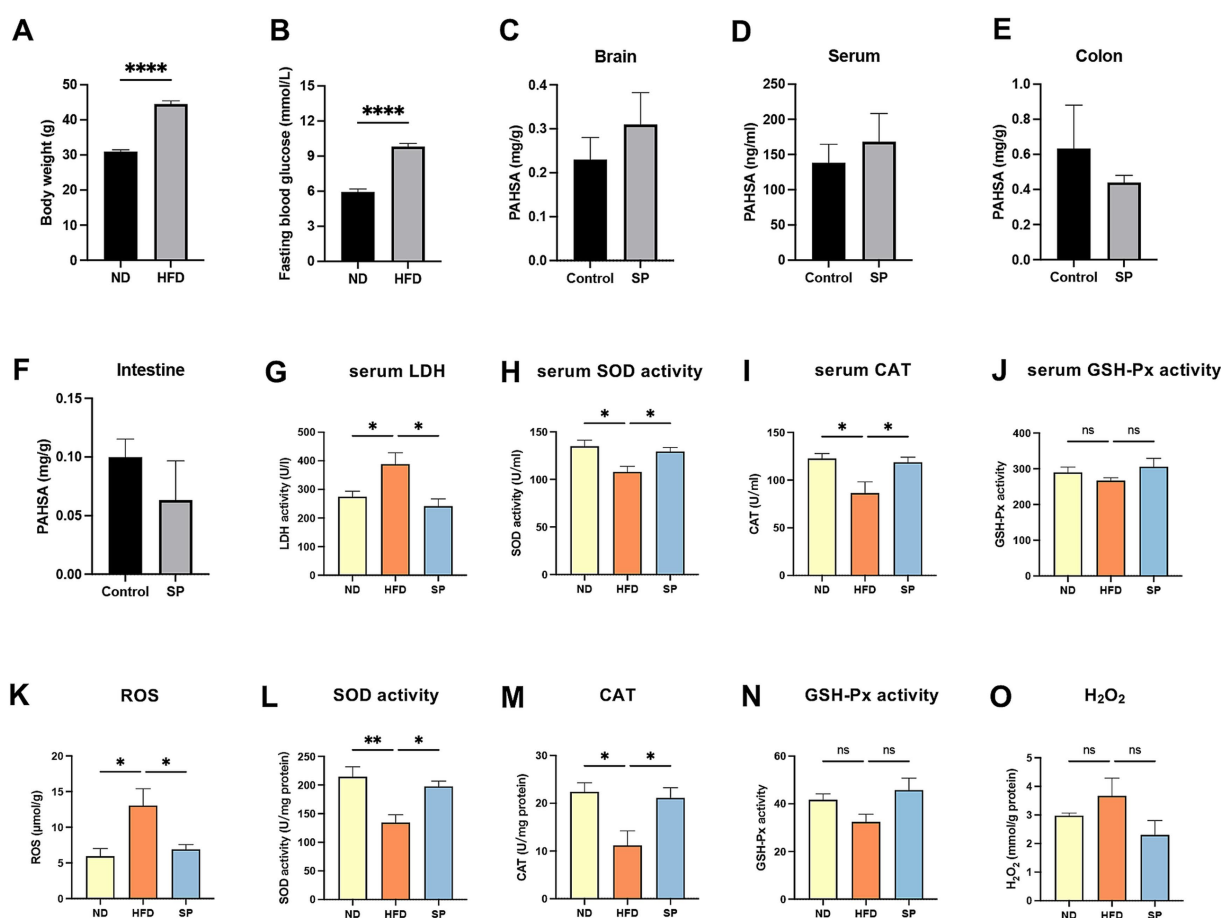 A
Body weight (g)
50
40
30
20
10
0
****
ND HFD
B
Fasting blood glucose (mmol/L)
15
12
9
6
3
0
****
ND HFD
C
Brain
PAHSA (mg/g)
0.4
0.3
0.2
0.1
0.0
Control SP
D
Serum
PAHSA (ng/ml)
250
200
150
100
50
0
Control SP
E
Colon
PAHSA (mg/g)
1.0
0.8
0.6
0.4
0.2
0.0
Control SP
F
Intestine
PAHSA (mg/g)
0.15
0.10
0.05
0.00
Control SP
G
serum LDH
LDH activity (U/l)
500
400
300
200
100
0
* *
ND HFD SP
H
serum SOD activity
SOD activity (U/ml)
150
100
50
0
* *
ND HFD SP
I
serum CAT
CAT (U/ml)
150
100
50
0
* *
ND HFD SP
J
serum GSH-Px activity
GSH-Px activity
400
300
200
100
0
ns ns
ND HFD SP
K
ROS
ROS (μmol/g)
20
15
10
5
0
* *
ND HFD SP
L
SOD activity
SOD activity (U/mg protein)
250
200
150
100
50
0
** *
ND HFD SP
M
CAT
CAT (U/mg protein)
30
20
10
0
* *
ND HFD SP
N
GSH-Px activity
GSH-Px activity
80
60
40
20
0
ns ns
ND HFD SP
O
H₂O₂
H₂O₂ (mmol/g protein)
6
5
4
3
2
1
0
ns ns
ND HFD SP